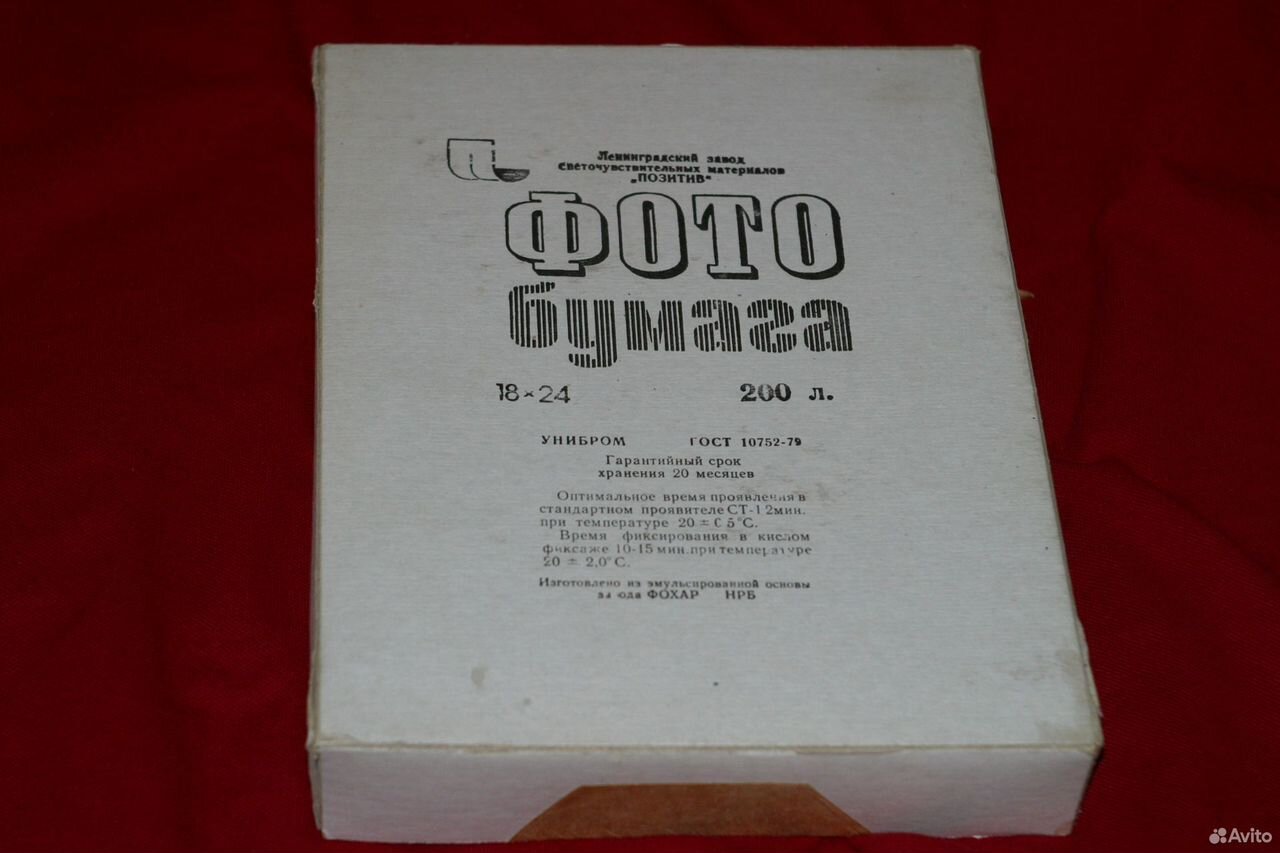 Ленинградский завод
светочувствительных материалов
„ПОЗИТИВ"
ФОТО
бумага
18×24 200 л.
УНИБРОМ ГОСТ 10752-79
Гарантийный срок
хранения 20 месяцев
Оптимальное время проявления в
стандартном проявителе СТ-1 2мин.
при температуре 20 ± 0 5°С.
Время фиксирования в кислом
фиксаже 10-15 мин. при температуре
20 ± 2,0°С.
Изготовлено из эмульсированной основы
завода ФОХАР НРБ
Avito